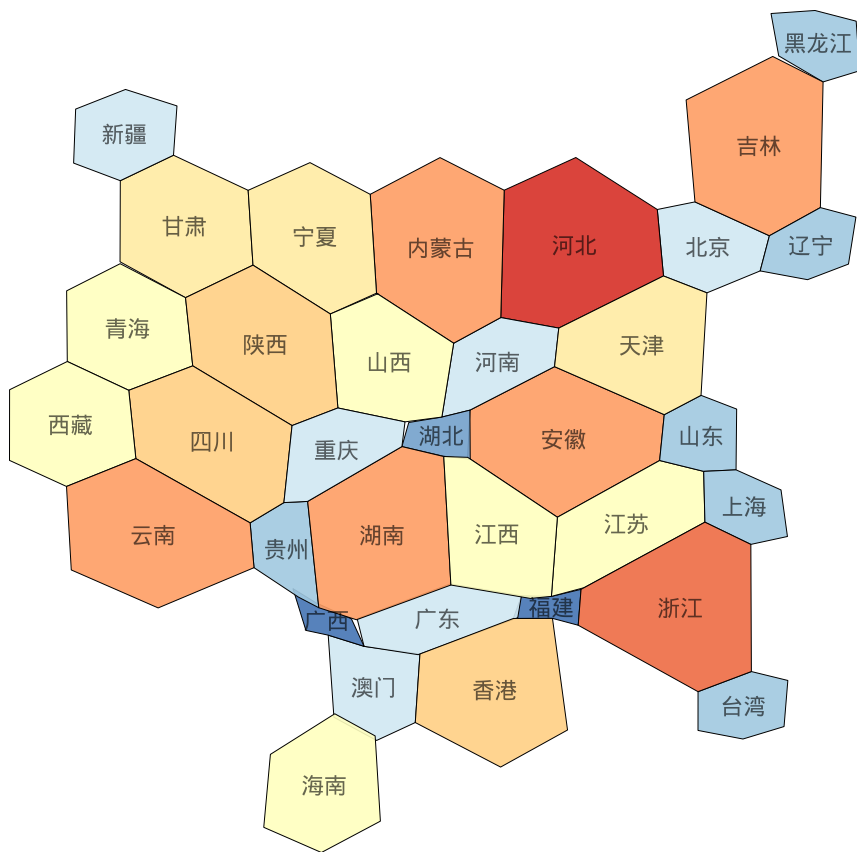 黑龙江
新疆
吉林
甘肃
宁夏
内蒙古
河北
北京
辽宁
青海
陕西
山西
河南
天津
西藏
四川
重庆
湖北
安徽
山东
云南
贵州
湖南
江西
江苏
上海
广西
广东
福建
浙江
澳门
香港
台湾
海南